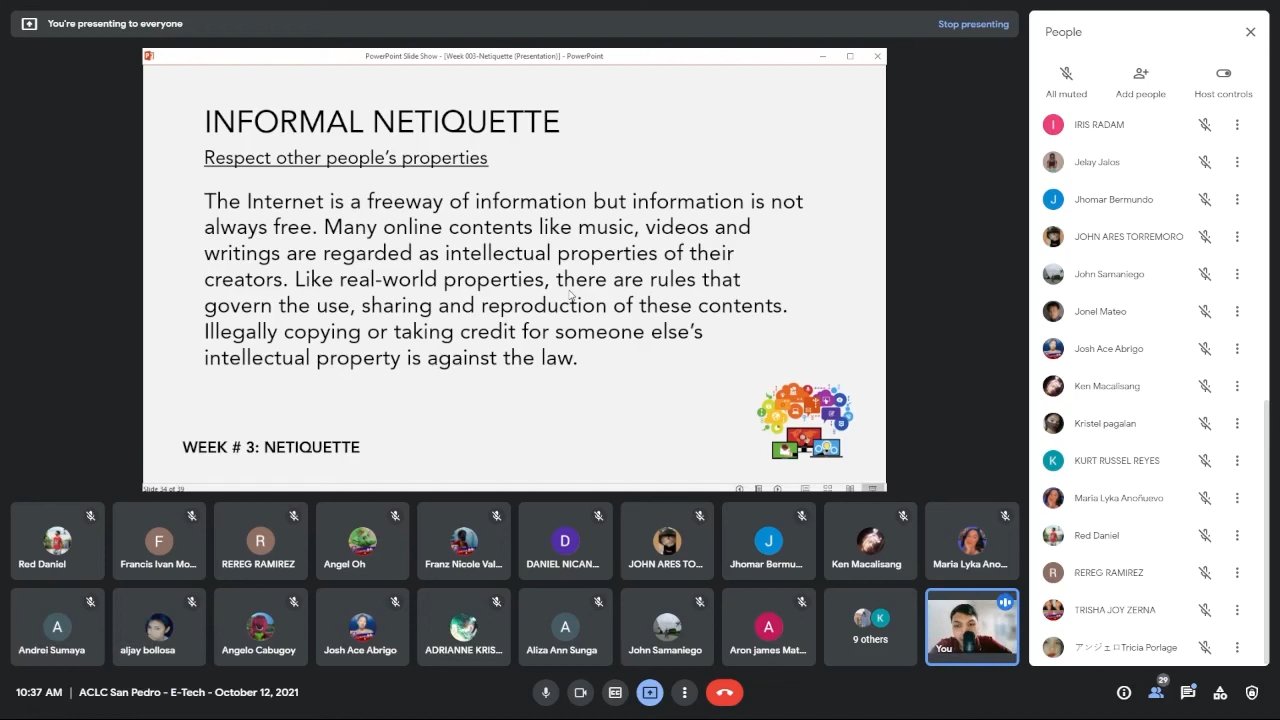 You're presenting to everyone
Stop presenting
PowerPoint Slide Show - [Week 003-Netiquette (Presentation)] - PowerPoint
INFORMAL NETIQUETTE
Respect other people's properties
The Internet is a freeway of information but information is not
always free. Many online contents like music, videos and
writings are regarded as intellectual properties of their
creators. Like real-world properties, there are rules that
govern the use, sharing and reproduction of these contents.
Illegally copying or taking credit for someone else's
intellectual property is against the law.
WEEK # 3: NETIQUETTE
Slide 34 of 39
Red Daniel
F
Francis Ivan Mo...
R
REREG RAMIREZ
Angel Oh
Franz Nicole Val...
D
DANIEL NICAN...
JOHN ARES TO...
J
Jhomar Bermu...
Ken Macalisang
Maria Lyka Ano...
A
Andrei Sumaya
aljay bollosa
Angelo Cabugoy
Josh Ace Abrigo
ADRIANNE KRIS...
A
Aliza Ann Sunga
John Samaniego
A
Aron james Mat...
K
9 others
You
10:37 AM | ACLC San Pedro - E-Tech - October 12, 2021
People
All muted
Add people
Host controls
I
IRIS RADAM
Jelay Jalos
J
Jhomar Bermundo
JOHN ARES TORREMORO
John Samaniego
Jonel Mateo
Josh Ace Abrigo
Ken Macalisang
Kristel pagalan
K
KURT RUSSEL REYES
Maria Lyka Anoñuevo
Red Daniel
R
REREG RAMIREZ
TRISHA JOY ZERNA
アンジェロTricia Porlage
29